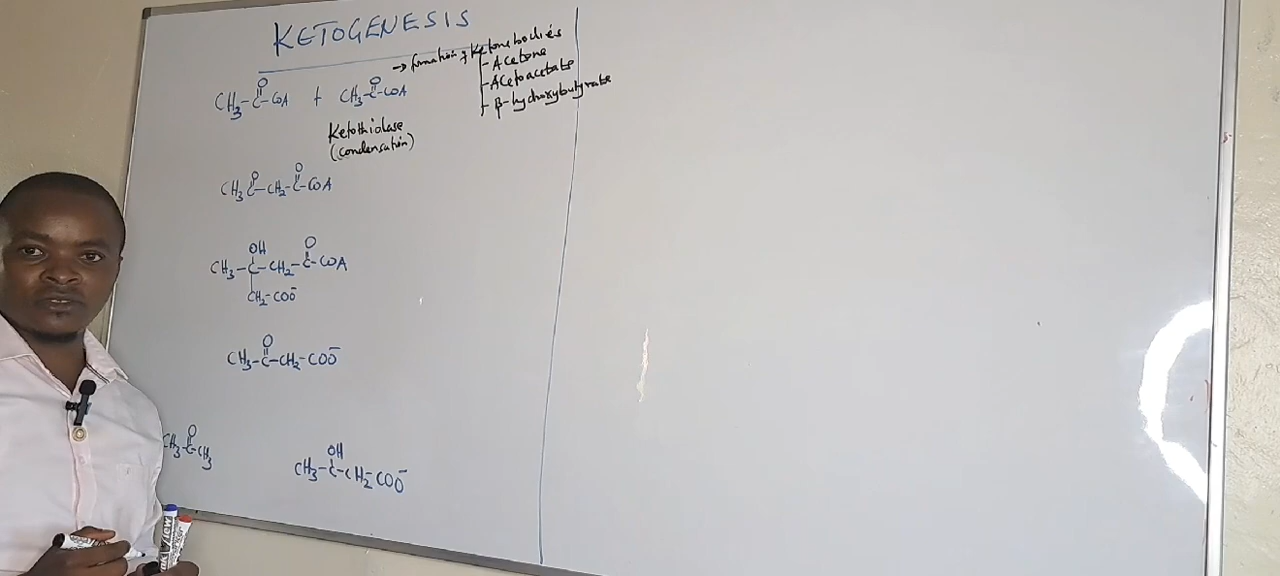 KETOGENESIS
→ formation of Ketone bodies
- Acetone
- Acetoacetate
- β-hydroxybutyrate
O O
CH3-C-CoA + CH3-C-CoA
Ketothiolase
(condensation)
O O
CH3 C-CH2-C-CoA
OH O
CH3-C-CH2-C-CoA
CH2-COO-
O
CH3-C-CH2-COO-
O
CH3-C-CH3
OH
CH3-C-CH2-COO-